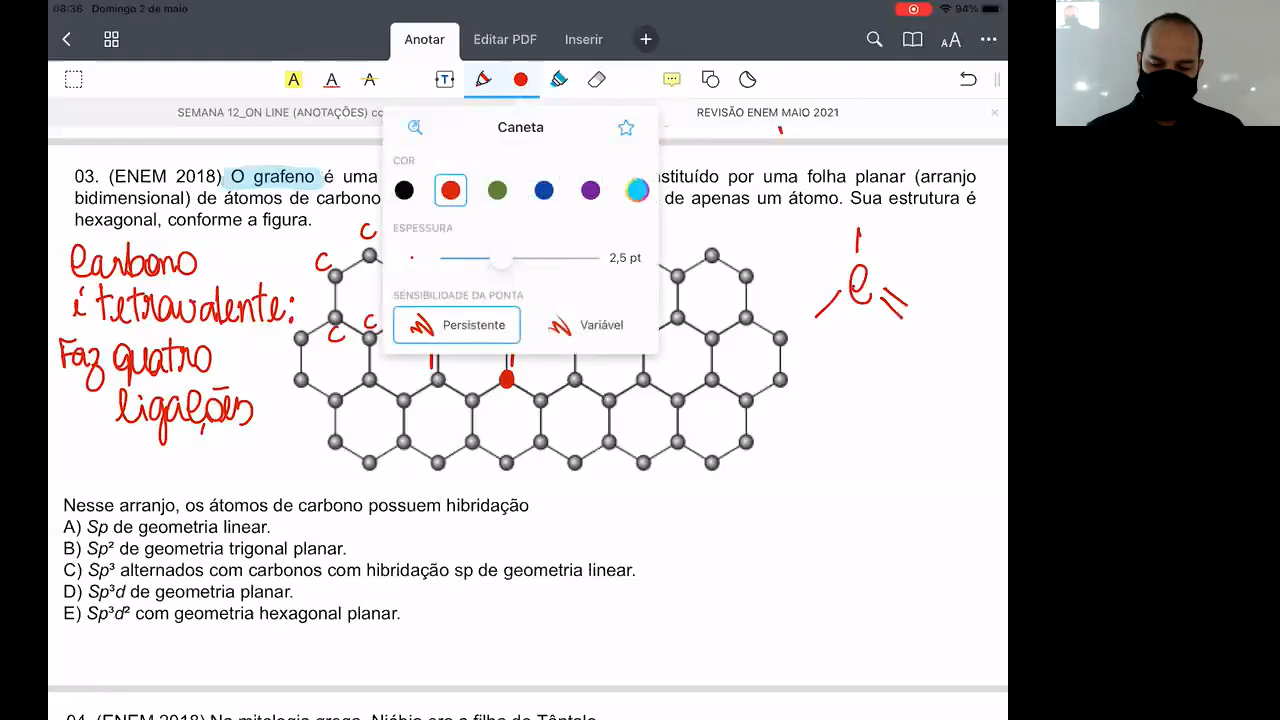 08:36 Domingo 2 de maio
94%
Anotar Editar PDF Inserir
A A A T AA
SEMANA 12_ON LINE (ANOTAÇÕES) co
REVISÃO ENEM MAIO 2021
Caneta
COR
ESPESSURA
2,5 pt
SENSIBILIDADE DA PONTA
Persistente Variável
03. (ENEM 2018) O grafeno é uma stituído por uma folha planar (arranjo
bidimensional) de átomos de carbono de apenas um átomo. Sua estrutura é
hexagonal, conforme a figura.
Carbono
é tetravalente:
Faz quatro
ligações
C
C
C C
C
Nesse arranjo, os átomos de carbono possuem hibridação
A) Sp de geometria linear.
B) Sp² de geometria trigonal planar.
C) Sp³ alternados com carbonos com hibridação sp de geometria linear.
D) Sp³d de geometria planar.
E) Sp³d² com geometria hexagonal planar.
04. (ENEM 2018) Na mitologia grega, Nióbia era a filha de Tântalo